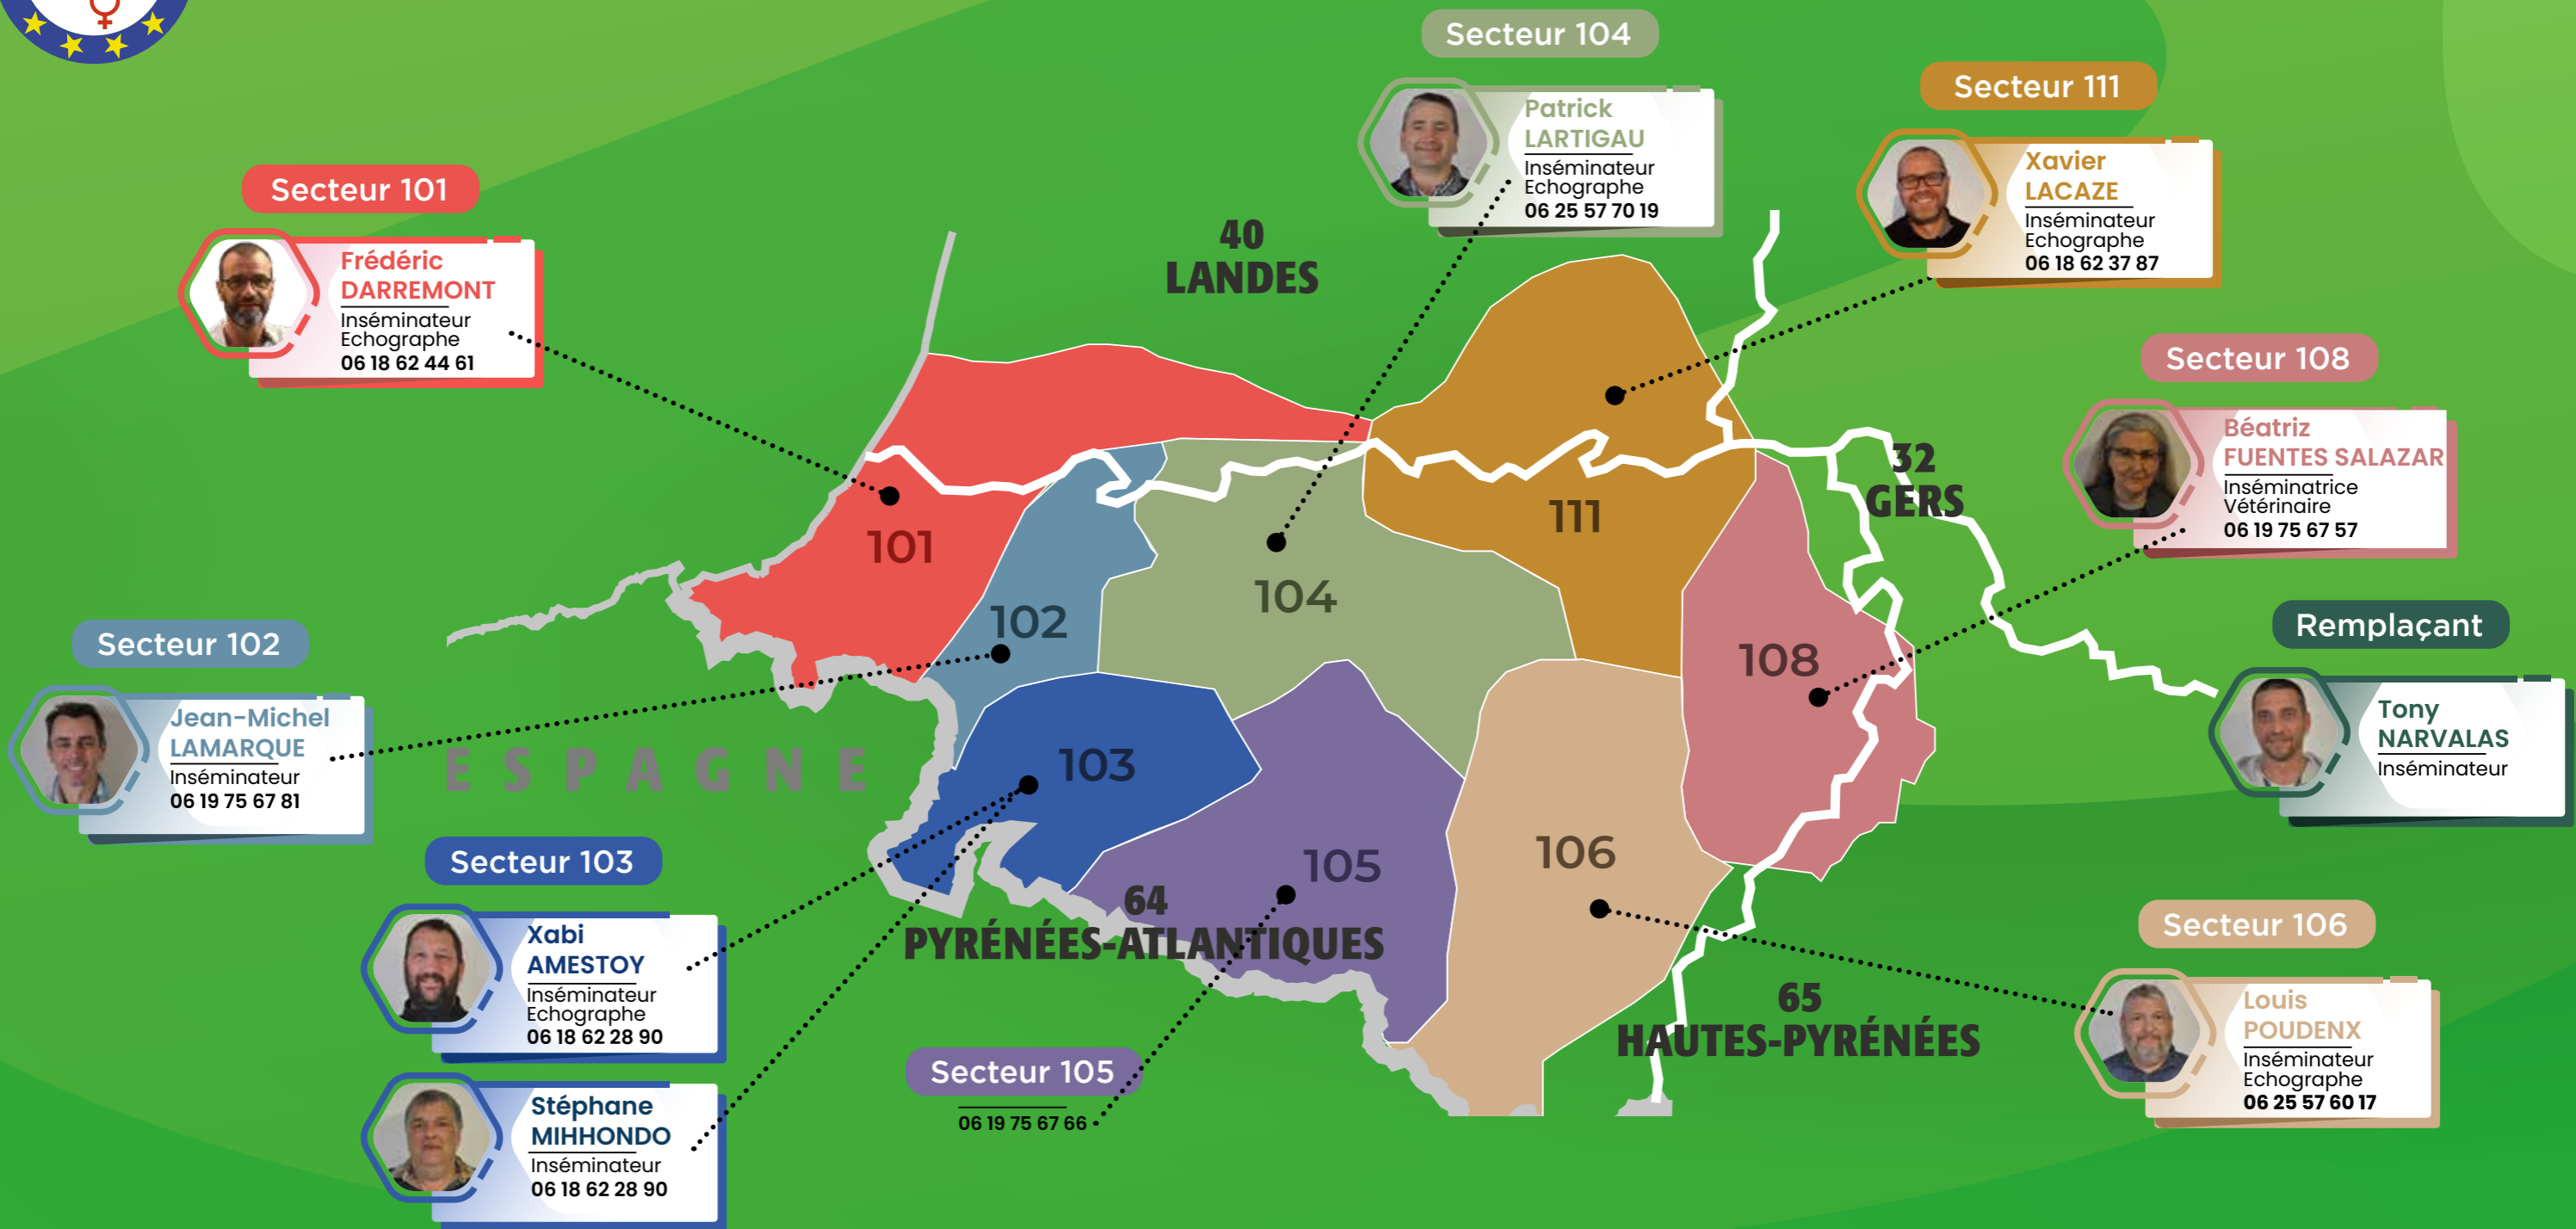 Secteur 104
Patrick
LARTIGAU
Inséminateur
Echographe
06 25 57 70 19
Secteur 111
Xavier
LACAZE
Inséminateur
Echographe
06 18 62 37 87
Secteur 101
Frédéric
DARREMONT
Inséminateur
Echographe
06 18 62 44 61
40
LANDES
Secteur 108
Béatriz
FUENTES SALAZAR
Inséminatrice
Vétérinaire
06 19 75 67 57
32
GERS
101
102
104
111
108
103
105
106
Secteur 102
Jean-Michel
LAMARQUE
Inséminateur
06 19 75 67 81
ESPAGNE
Remplaçant
Tony
NARVALAS
Inséminateur
Secteur 103
Xabi
AMESTOY
Inséminateur
Echographe
06 18 62 28 90
Stéphane
MIHHONDO
Inséminateur
06 18 62 28 90
64
PYRÉNÉES-ATLANTIQUES
Secteur 105
06 19 75 67 66
65
HAUTES-PYRÉNÉES
Secteur 106
Louis
POUDENX
Inséminateur
Echographe
06 25 57 60 17